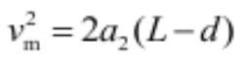 v_m^2 = 2a_2(L−d)